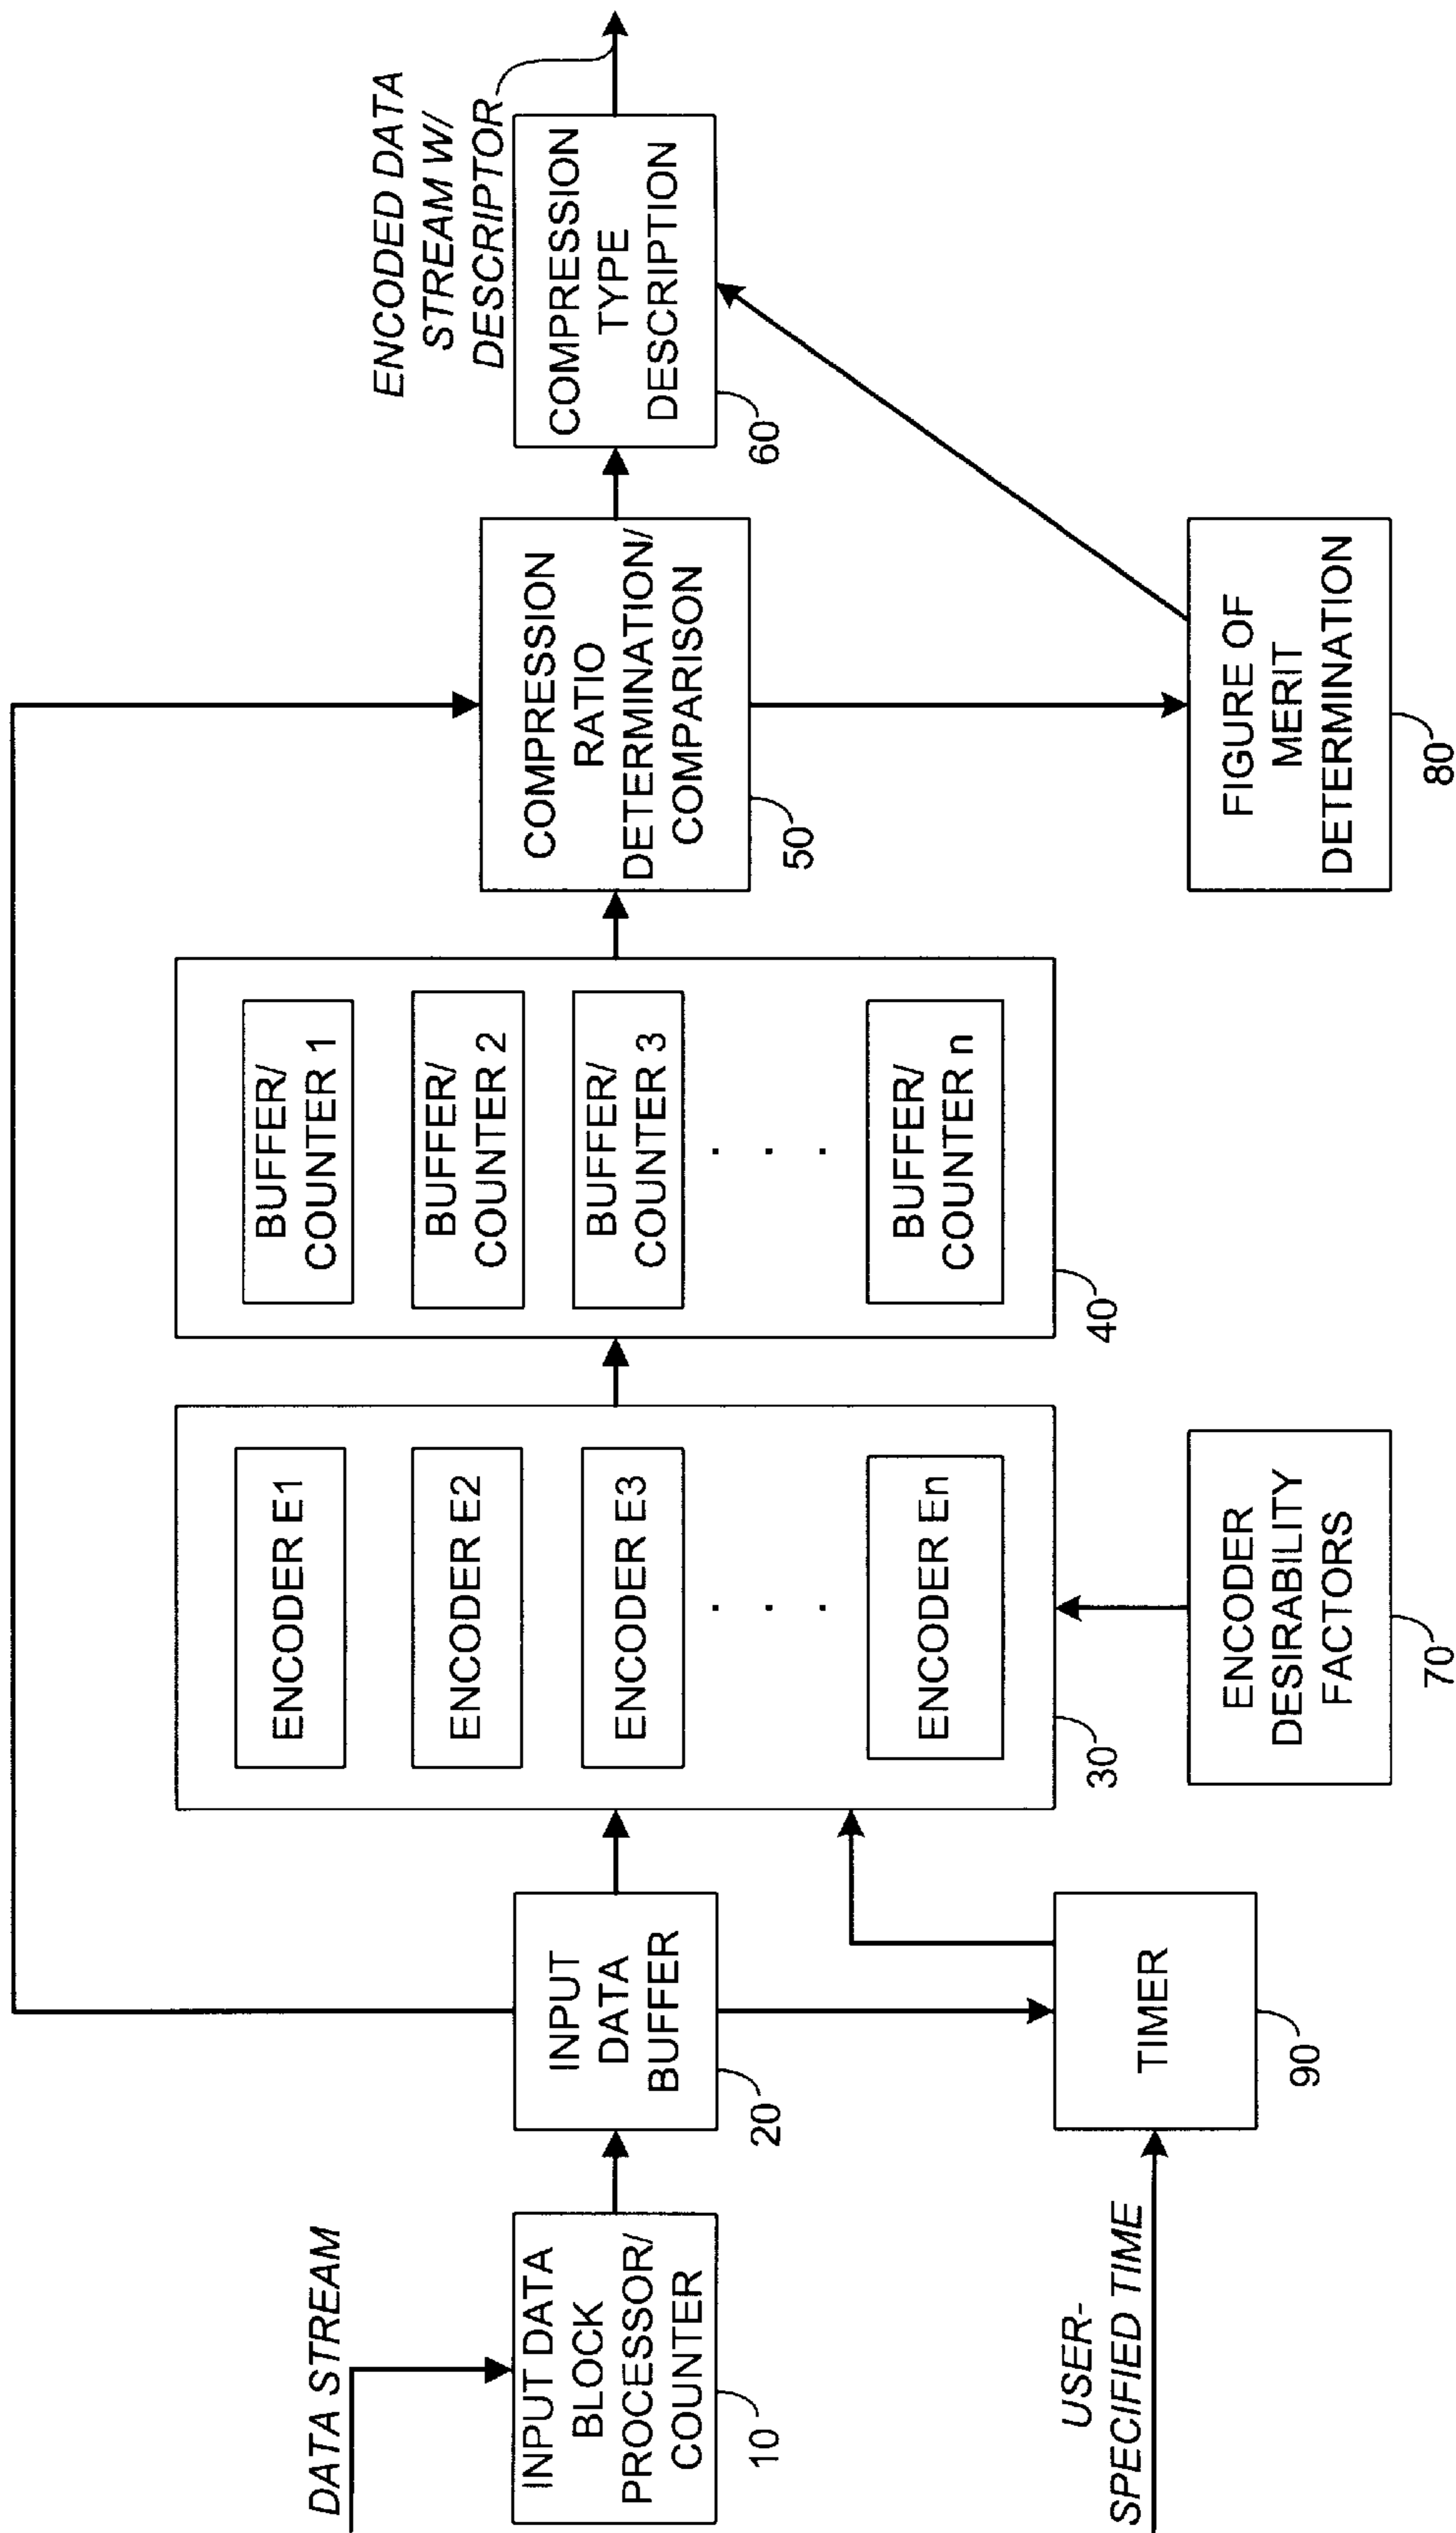 DATA STREAM
INPUT DATA
BLOCK
PROCESSOR/
COUNTER
10
INPUT
DATA
BUFFER
20
USER-
SPECIFIED TIME
TIMER
90
ENCODER E1
ENCODER E2
ENCODER E3
. . .
ENCODER En
30
ENCODER
DESIRABILITY
FACTORS
70
BUFFER/
COUNTER 1
BUFFER/
COUNTER 2
BUFFER/
COUNTER 3
. . .
BUFFER/
COUNTER n
40
COMPRESSION
RATIO
DETERMINATION/
COMPARISON
50
FIGURE OF
MERIT
DETERMINATION
80
COMPRESSION
TYPE
DESCRIPTION
60
ENCODED DATA
STREAM W/
DESCRIPTOR